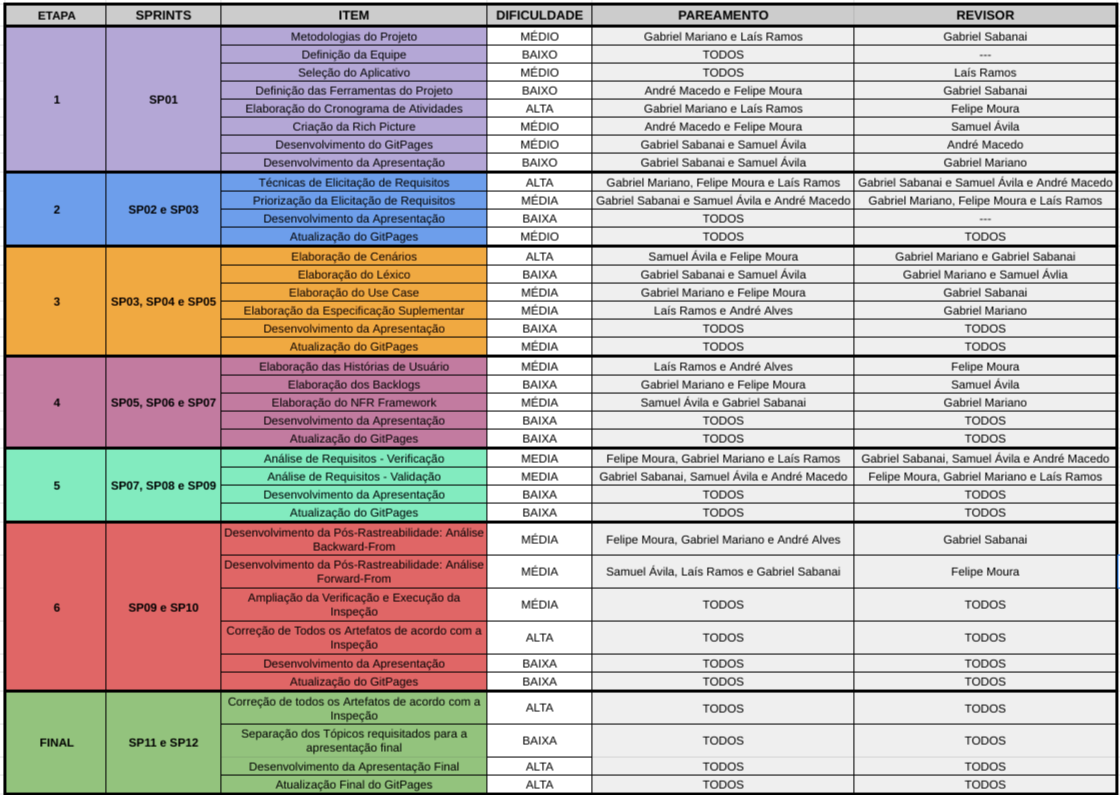 ETAPA SPRINTS ITEM DIFICULDADE PAREAMENTO REVISOR
1 SP01
Metodologias do Projeto MÉDIO Gabriel Mariano e Laís Ramos Gabriel Sabanai
Definição da Equipe BAIXO TODOS ---
Seleção do Aplicativo MÉDIO TODOS Laís Ramos
Definição das Ferramentas do Projeto BAIXO André Macedo e Felipe Moura Gabriel Sabanai
Elaboração do Cronograma de Atividades ALTA Gabriel Mariano e Laís Ramos Felipe Moura
Criação da Rich Picture MÉDIO André Macedo e Felipe Moura Samuel Ávila
Desenvolvimento do GitPages MÉDIO Gabriel Sabanai e Samuel Ávila André Macedo
Desenvolvimento da Apresentação BAIXO Gabriel Sabanai e Samuel Ávila Gabriel Mariano
2 SP02 e SP03
Técnicas de Elicitação de Requisitos ALTA Gabriel Mariano, Felipe Moura e Laís Ramos Gabriel Sabanai e Samuel Ávila e André Macedo
Priorização da Elicitação de Requisitos MÉDIA Gabriel Sabanai e Samuel Ávila e André Macedo Gabriel Mariano, Felipe Moura e Laís Ramos
Desenvolvimento da Apresentação BAIXA TODOS ---
Atualização do GitPages MÉDIO TODOS TODOS
3 SP03, SP04 e SP05
Elaboração de Cenários ALTA Samuel Ávila e Felipe Moura Gabriel Mariano e Gabriel Sabanai
Elaboração do Léxico BAIXA Gabriel Sabanai e Samuel Ávila Gabriel Mariano e Samuel Ávlia
Elaboração do Use Case MÉDIA Gabriel Mariano e Felipe Moura Gabriel Sabanai
Elaboração da Especificação Suplementar MÉDIA Laís Ramos e André Alves Gabriel Mariano
Desenvolvimento da Apresentação BAIXA TODOS TODOS
Atualização do GitPages MÉDIA TODOS TODOS
4 SP05, SP06 e SP07
Elaboração das Histórias de Usuário MÉDIA Laís Ramos e André Alves Felipe Moura
Elaboração dos Backlogs BAIXA Gabriel Mariano e Felipe Moura Samuel Ávila
Elaboração do NFR Framework MÉDIA Samuel Ávila e Gabriel Sabanai Gabriel Mariano
Desenvolvimento da Apresentação BAIXA TODOS TODOS
Atualização do GitPages BAIXA TODOS TODOS
5 SP07, SP08 e SP09
Análise de Requisitos - Verificação MEDIA Felipe Moura, Gabriel Mariano e Laís Ramos Gabriel Sabanai, Samuel Ávila e André Macedo
Análise de Requisitos - Validação MEDIA Gabriel Sabanai, Samuel Ávila e André Macedo Felipe Moura, Gabriel Mariano e Laís Ramos
Desenvolvimento da Apresentação BAIXA TODOS TODOS
Atualização do GitPages BAIXA TODOS TODOS
6 SP09 e SP10
Desenvolvimento da Pós-Rastreabilidade: Análise
Backward-From MÉDIA Felipe Moura, Gabriel Mariano e André Alves Gabriel Sabanai
Desenvolvimento da Pós-Rastreabilidade: Análise
Forward-From MÉDIA Samuel Ávila, Laís Ramos e Gabriel Sabanai Felipe Moura
Ampliação da Verificação e Execução da
Inspeção MÉDIA TODOS TODOS
Correção de Todos os Artefatos de acordo com a
Inspeção ALTA TODOS TODOS
Desenvolvimento da Apresentação BAIXA TODOS TODOS
Atualização do GitPages BAIXA TODOS TODOS
FINAL SP11 e SP12
Correção de todos os Artefatos de acordo com a
Inspeção ALTA TODOS TODOS
Separação dos Tópicos requisitados para a
apresentação final BAIXA TODOS TODOS
Desenvolvimento da Apresentação Final ALTA TODOS TODOS
Atualização Final do GitPages ALTA TODOS TODOS